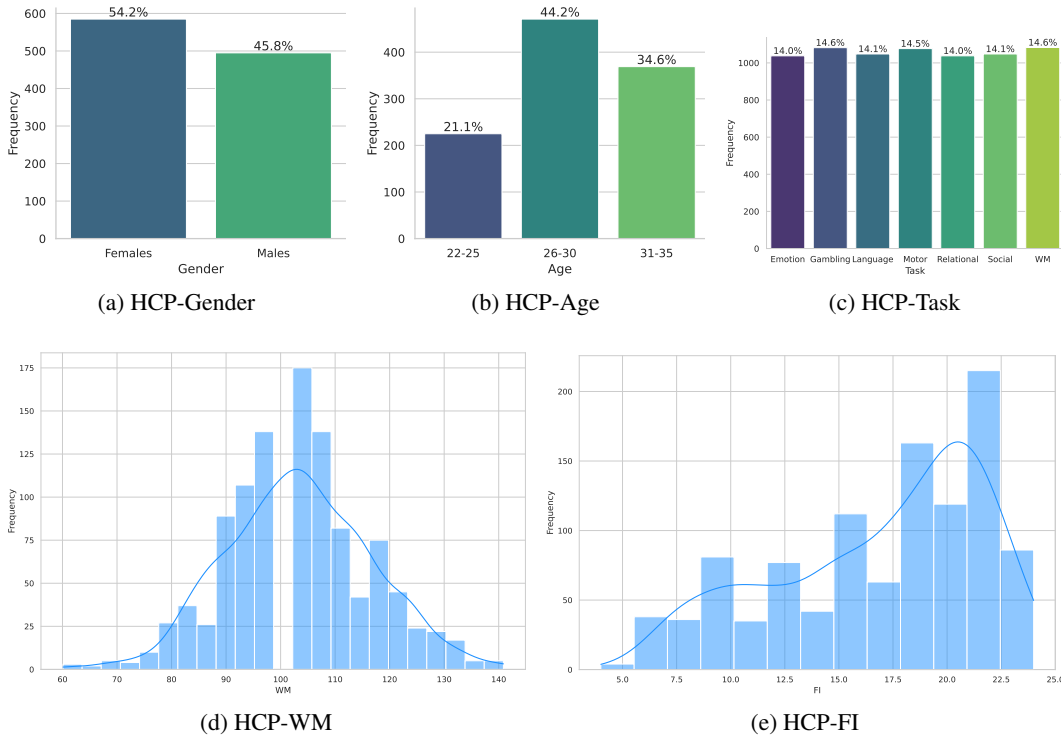 54.2%
45.8%
600
500
400
300
200
100
0
Frequency
Females
Males
Gender
(a) HCP-Gender
44.2%
34.6%
21.1%
400
300
200
100
0
Frequency
22-25
26-30
31-35
Age
(b) HCP-Age
14.0%
14.6%
14.1%
14.5%
14.0%
14.1%
14.6%
1000
800
600
400
200
0
Frequency
Emotion
Gambling
Language
Motor
Relational
Social
WM
Task
(c) HCP-Task
175
150
125
100
75
50
25
0
Frequency
60
70
80
90
100
110
120
130
140
WM
(d) HCP-WM
200
150
100
50
0
Frequency
5.0
7.5
10.0
12.5
15.0
17.5
20.0
22.5
25.0
FI
(e) HCP-FI